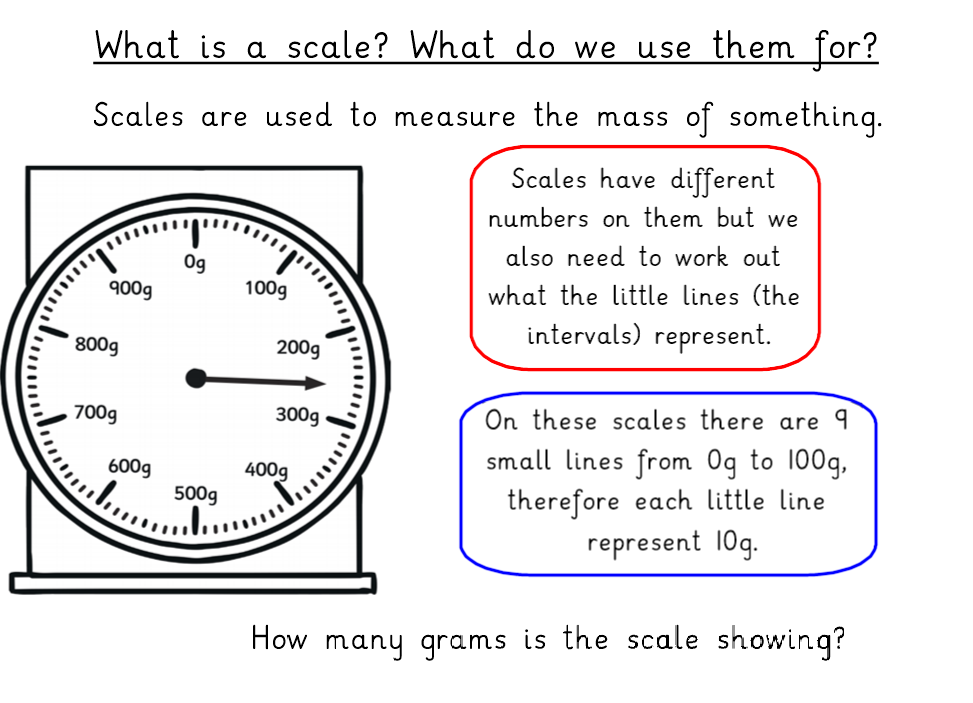 What is a scale? What do we use them for?
Scales are used to measure the mass of something.
0g
100g
200g
300g
400g
500g
600g
700g
800g
900g
Scales have different
numbers on them but we
also need to work out
what the little lines (the
intervals) represent.
On these scales there are 9
small lines from 0g to 100g,
therefore each little line
represent 10g.
How many grams is the scale showing?